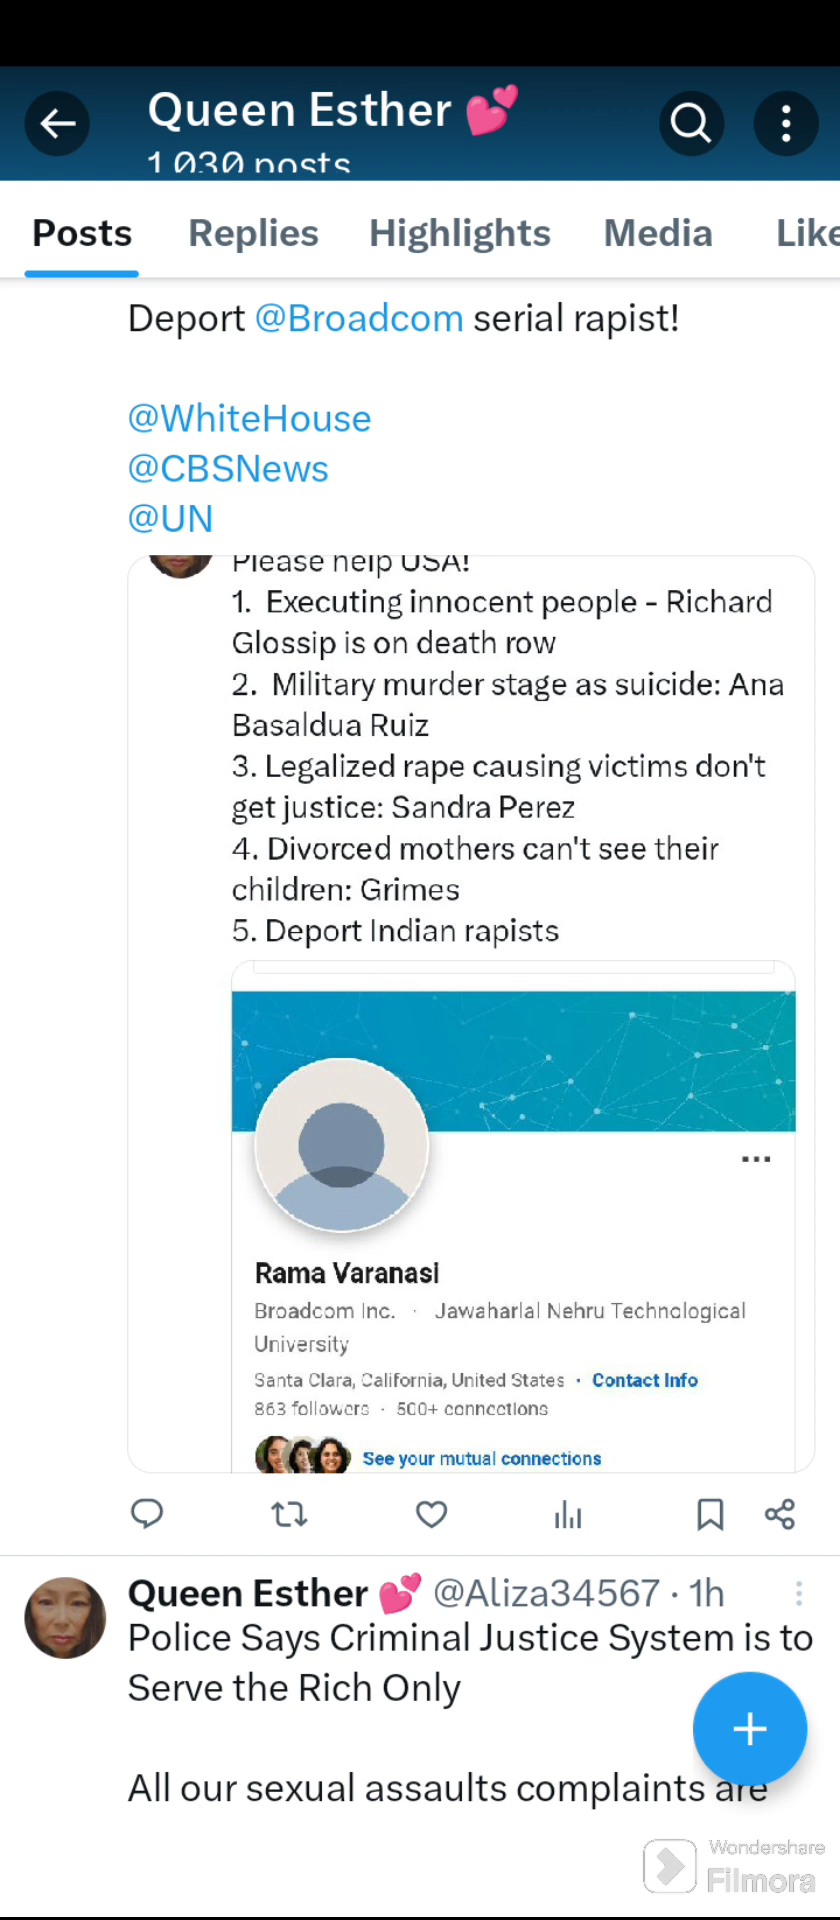 Queen Esther 💕
1 030 posts
Posts Replies Highlights Media Like
Deport @Broadcom serial rapist!
@WhiteHouse
@CBSNews
@UN
Please help USA!
1. Executing innocent people - Richard
Glossip is on death row
2. Military murder stage as suicide: Ana
Basaldua Ruiz
3. Legalized rape causing victims don't
get justice: Sandra Perez
4. Divorced mothers can't see their
children: Grimes
5. Deport Indian rapists
Rama Varanasi
Broadcom Inc. · Jawaharlal Nehru Technological
University
Santa Clara, California, United States · Contact Info
863 followers · 500+ connections
See your mutual connections
Queen Esther 💕 @Aliza34567 · 1h
Police Says Criminal Justice System is to
Serve the Rich Only
All our sexual assaults complaints are
Wondershare
Filmora